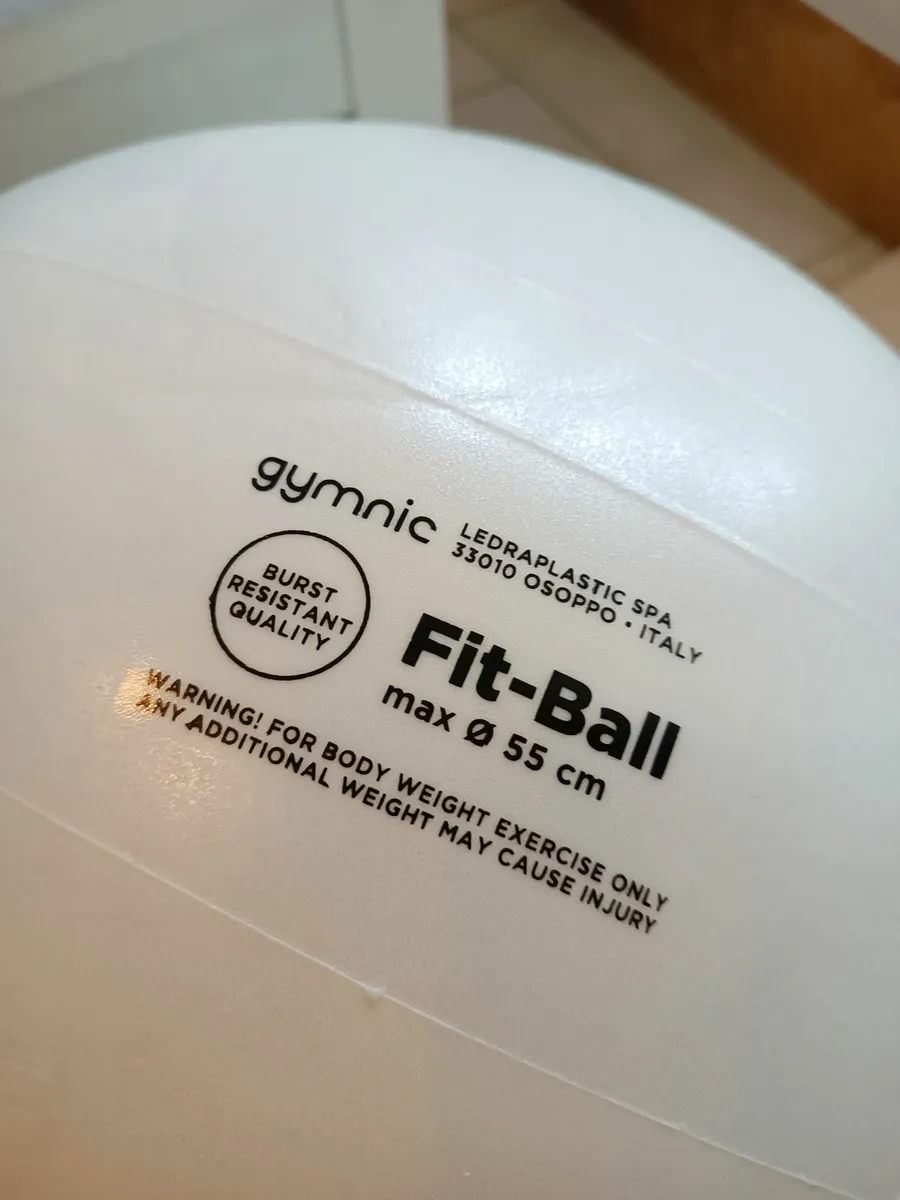 gymnic
LEDRAPLASTIC SPA
33010 OSOPPO • ITALY
BURST
RESISTANT
QUALITY
Fit-Ball
max Ø 55 cm
WARNING! FOR BODY WEIGHT EXERCISE ONLY
ANY ADDITIONAL WEIGHT MAY CAUSE INJURY